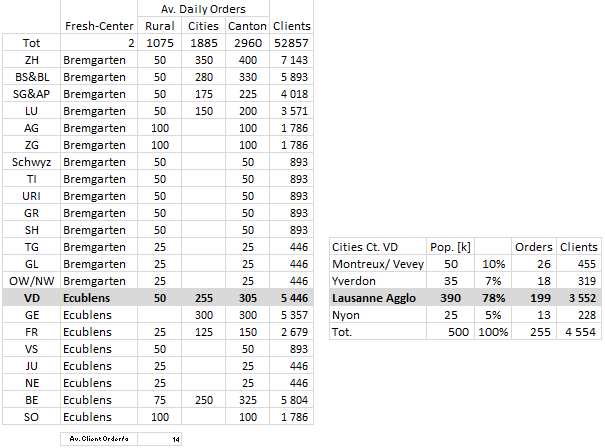 Av. Daily Orders
Fresh-Center Rural Cities Canton Clients
Tot 2 1075 1885 2960 52857
ZH Bremgarten 50 350 400 7 143
BS&BL Bremgarten 50 280 330 5 893
SG&AP Bremgarten 50 175 225 4 018
LU Bremgarten 50 150 200 3 571
AG Bremgarten 100 100 1 786
ZG Bremgarten 100 100 1 786
Schwyz Bremgarten 50 50 893
TI Bremgarten 50 50 893
URI Bremgarten 50 50 893
GR Bremgarten 50 50 893
SH Bremgarten 50 50 893
TG Bremgarten 25 25 446
GL Bremgarten 25 25 446
OW/NW Bremgarten 25 25 446
VD Ecublens 50 255 305 5 446
GE Ecublens 300 300 5 357
FR Ecublens 25 125 150 2 679
VS Ecublens 50 50 893
JU Ecublens 25 25 446
NE Ecublens 25 25 446
BE Ecublens 75 250 325 5 804
SO Ecublens 100 100 1 786
Av. Client Order/a 14
Cities Ct. VD Pop. [k] Orders Clients
Montreux/ Vevey 50 10% 26 455
Yverdon 35 7% 18 319
Lausanne Agglo 390 78% 199 3 552
Nyon 25 5% 13 228
Tot. 500 100% 255 4 554